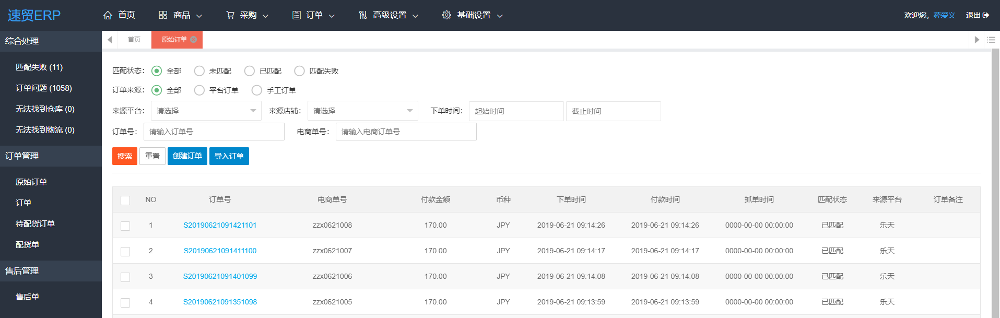 速贸ERP 首页 商品 采购 订单 高级设置 基础设置 欢迎您，葬爱义 退出
综合处理
匹配失败 (11)
订单问题 (1058)
无法找到仓库 (0)
无法找到物流 (0)
订单管理
原始订单
订单
待配货订单
配货单
售后管理
售后单
首页 原始订单
匹配状态： 全部 未匹配 已匹配 匹配失败
订单来源： 全部 平台订单 手工订单
来源平台： 请选择 来源店铺： 请选择 下单时间： 起始时间 截止时间
订单号： 请输入订单号 电商单号： 请输入电商订单号
搜索 重置 创建订单 导入订单
NO 订单号 电商单号 付款金额 币种 下单时间 付款时间 抓单时间 匹配状态 来源平台 订单备注
1 S20190621091421101 zzx0621008 170.00 JPY 2019-06-21 09:14:26 2019-06-21 09:14:26 0000-00-00 00:00:00 已匹配 乐天
2 S20190621091411100 zzx0621007 170.00 JPY 2019-06-21 09:14:17 2019-06-21 09:14:17 0000-00-00 00:00:00 已匹配 乐天
3 S20190621091401099 zzx0621006 170.00 JPY 2019-06-21 09:14:08 2019-06-21 09:14:08 0000-00-00 00:00:00 已匹配 乐天
4 S20190621091351098 zzx0621005 170.00 JPY 2019-06-21 09:13:59 2019-06-21 09:13:59 0000-00-00 00:00:00 已匹配 乐天